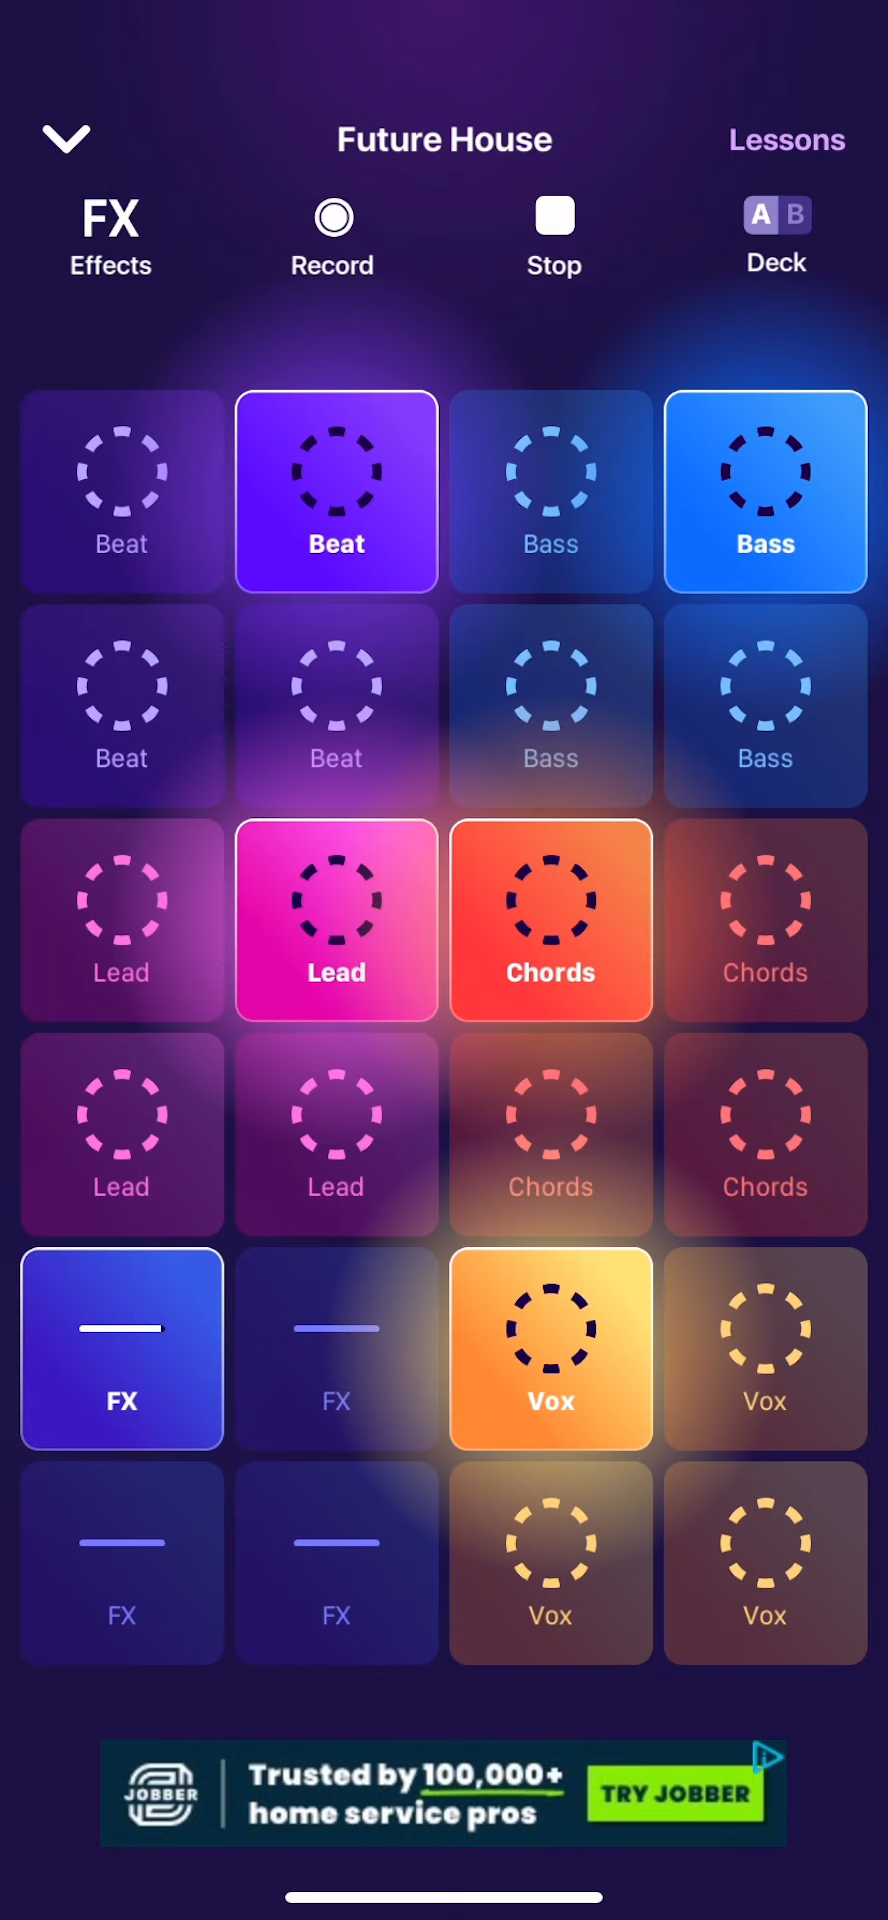 Future House
Lessons
FX
Effects
Record
Stop
A B
Deck
Beat
Beat
Bass
Bass
Beat
Beat
Bass
Bass
Lead
Lead
Chords
Chords
Lead
Lead
Chords
Chords
FX
FX
Vox
Vox
FX
FX
Vox
Vox
JOBBER
Trusted by 100,000+
home service pros
TRY JOBBER